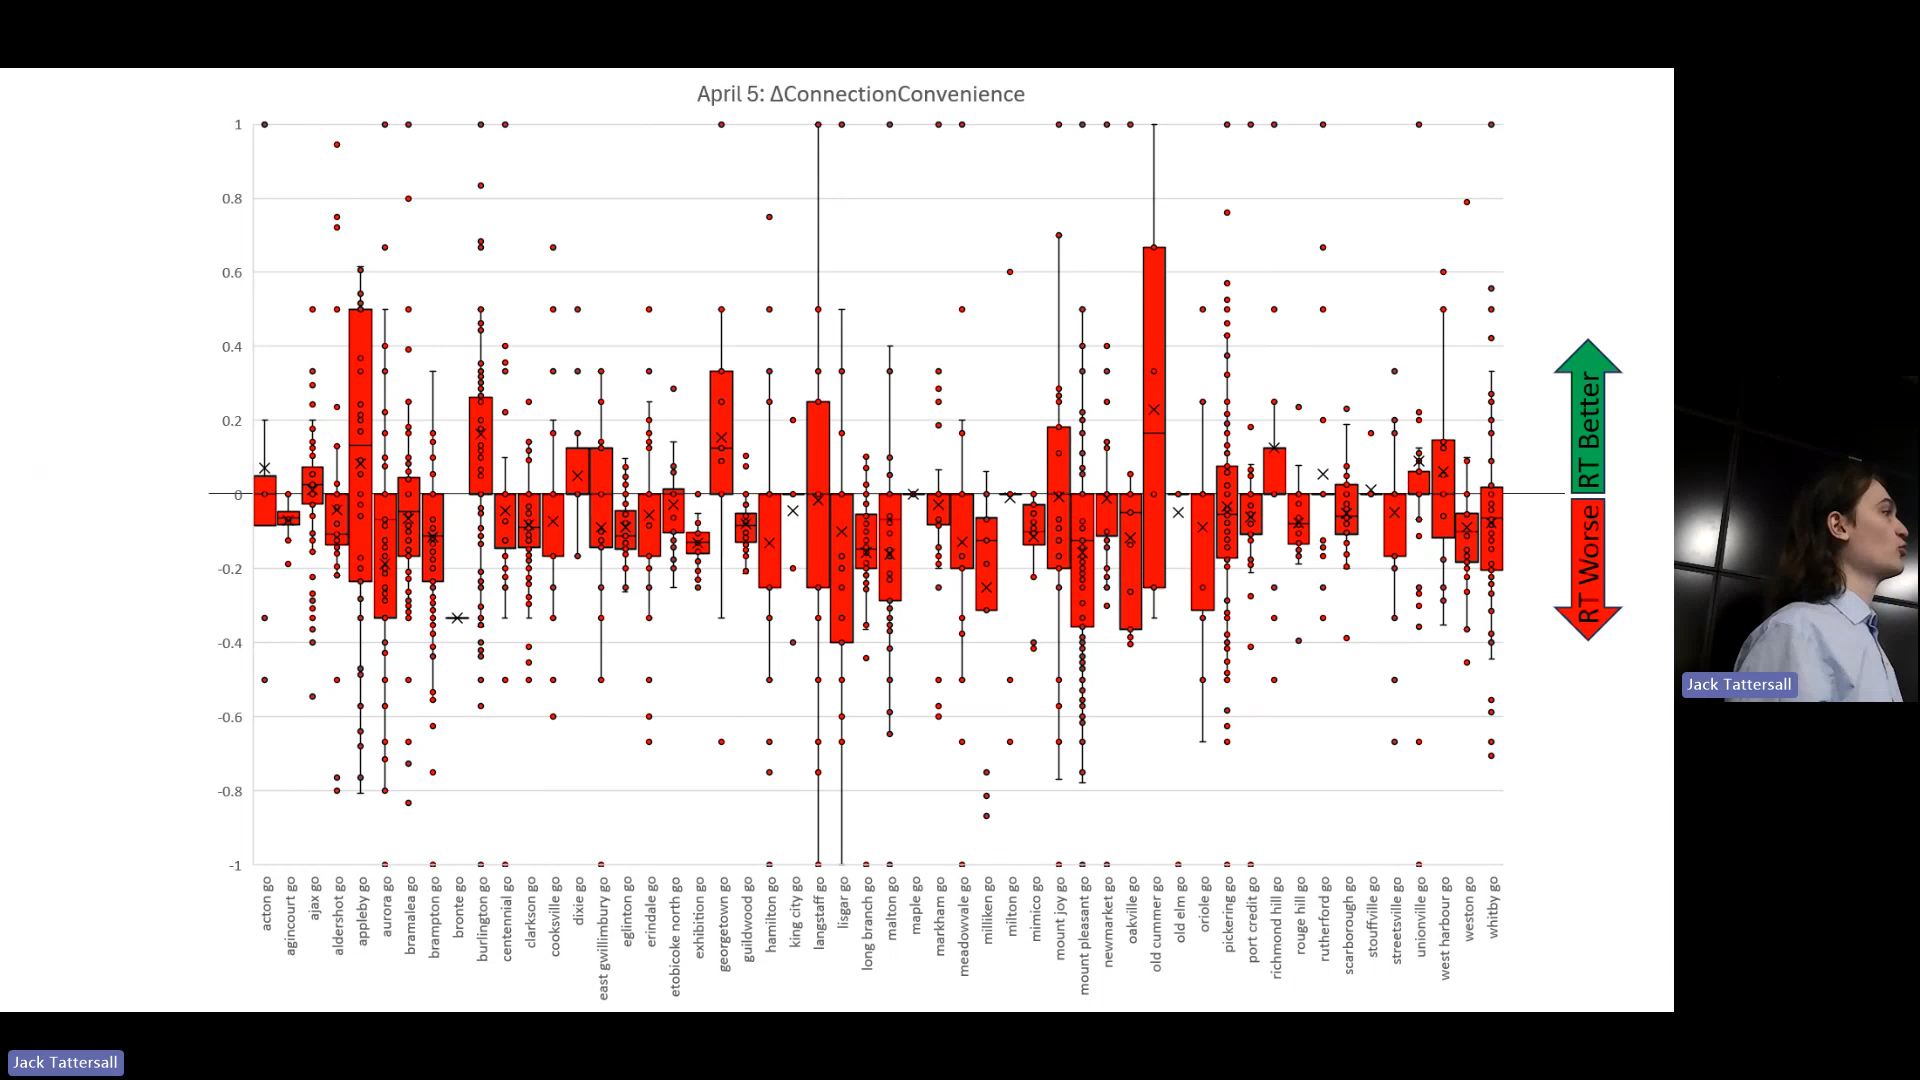 April 5: ΔConnectionConvenience
1
0.8
0.6
0.4
0.2
0
-0.2
-0.4
-0.6
-0.8
-1
acton go
agincourt go
ajax go
aldershot go
appleby go
aurora go
bramalea go
brampton go
bronte go
burlington go
centennial go
clarkson go
cooksville go
dixie go
east gwillimbury go
eglinton go
erindale go
etobicoke north go
exhibition go
georgetown go
guildwood go
hamilton go
king city go
langstaff go
lisgar go
long branch go
malton go
maple go
markham go
meadowvale go
milliken go
milton go
mimico go
mount joy go
mount pleasant go
newmarket go
oakville go
old cummer go
old elm go
oriole go
pickering go
port credit go
richmond hill go
rouge hill go
rutherford go
scarborough go
stouffville go
streetsville go
unionville go
west harbour go
weston go
whitby go
RT Better
RT Worse
Jack Tattersall
Jack Tattersall